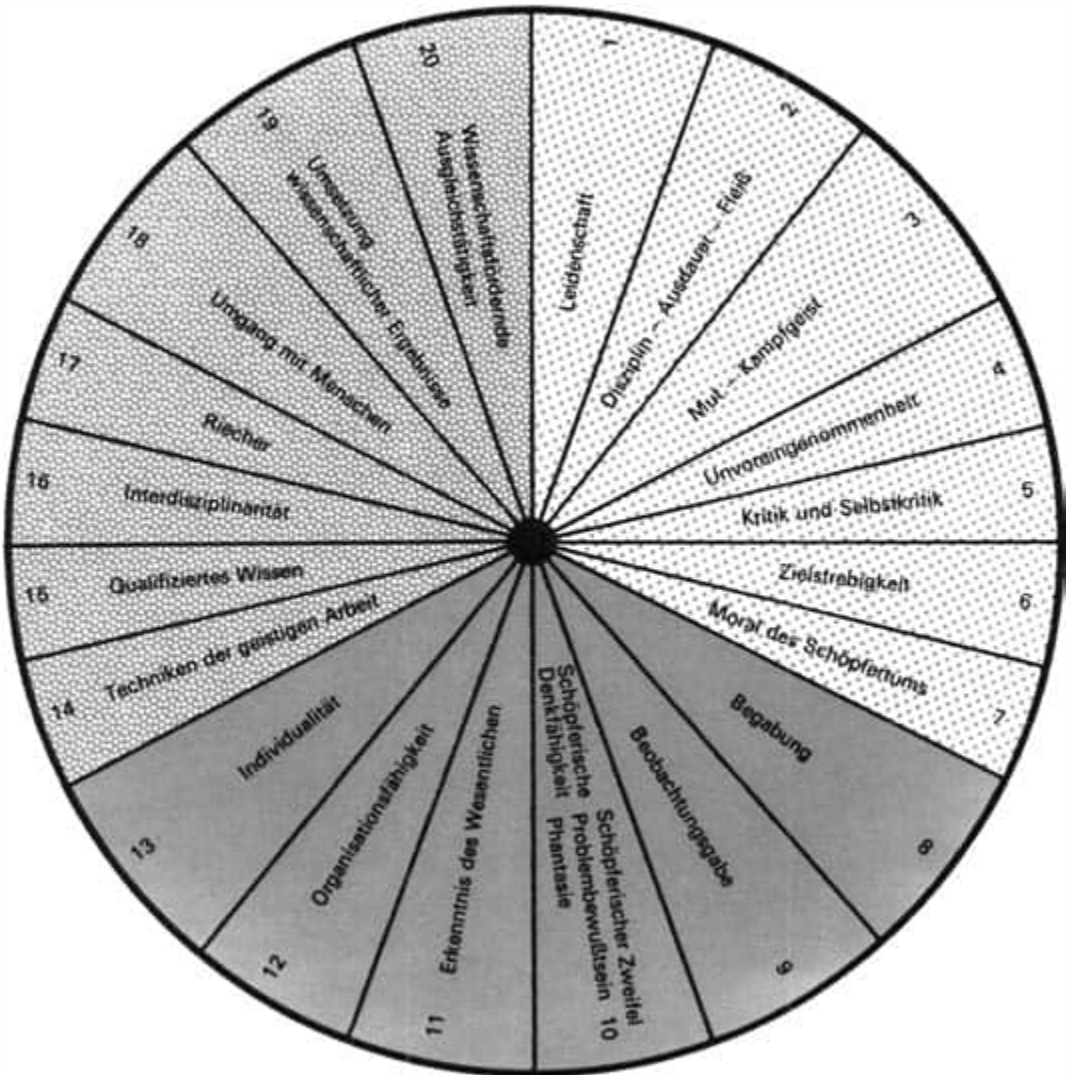 1
Leidenschaft
2
Disziplin – Ausdauer – Fleiß
3
Mut – Kampfgeist
4
Unvoreingenommenheit
5
Kritik und Selbstkritik
6
Zielstrebigkeit
7
Moral des Schöpfertums
8
Begabung
9
Beobachtungsgabe
Schöpferischer Zweifel
Schöpferische Problembewußtsein 10
Denkfähigkeit Phantasie
11
Erkenntnis des Wesentlichen
12
Organisationsfähigkeit
13
Individualität
14
Techniken der geistigen Arbeit
15
Qualifiziertes Wissen
16
Interdisziplinarität
17
Riecher
18
Umgang mit Menschen
19
Umsetzung
wissenschaftlicher Ergebnisse
20
Wissenschaftsfördernde
Ausgleichstätigkeit